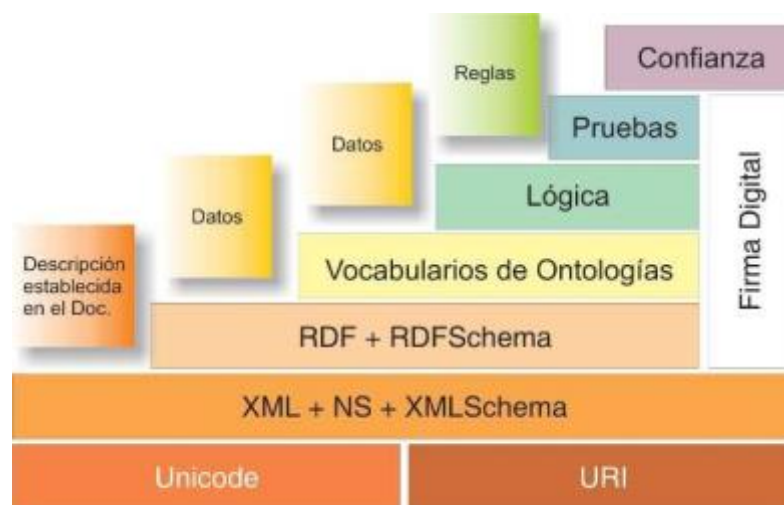 Reglas
Confianza
Datos
Pruebas
Datos
Lógica
Descripción
establecida
en el Doc.
Vocabularios de Ontologías
Firma Digital
RDF + RDFSchema
XML + NS + XMLSchema
Unicode
URI